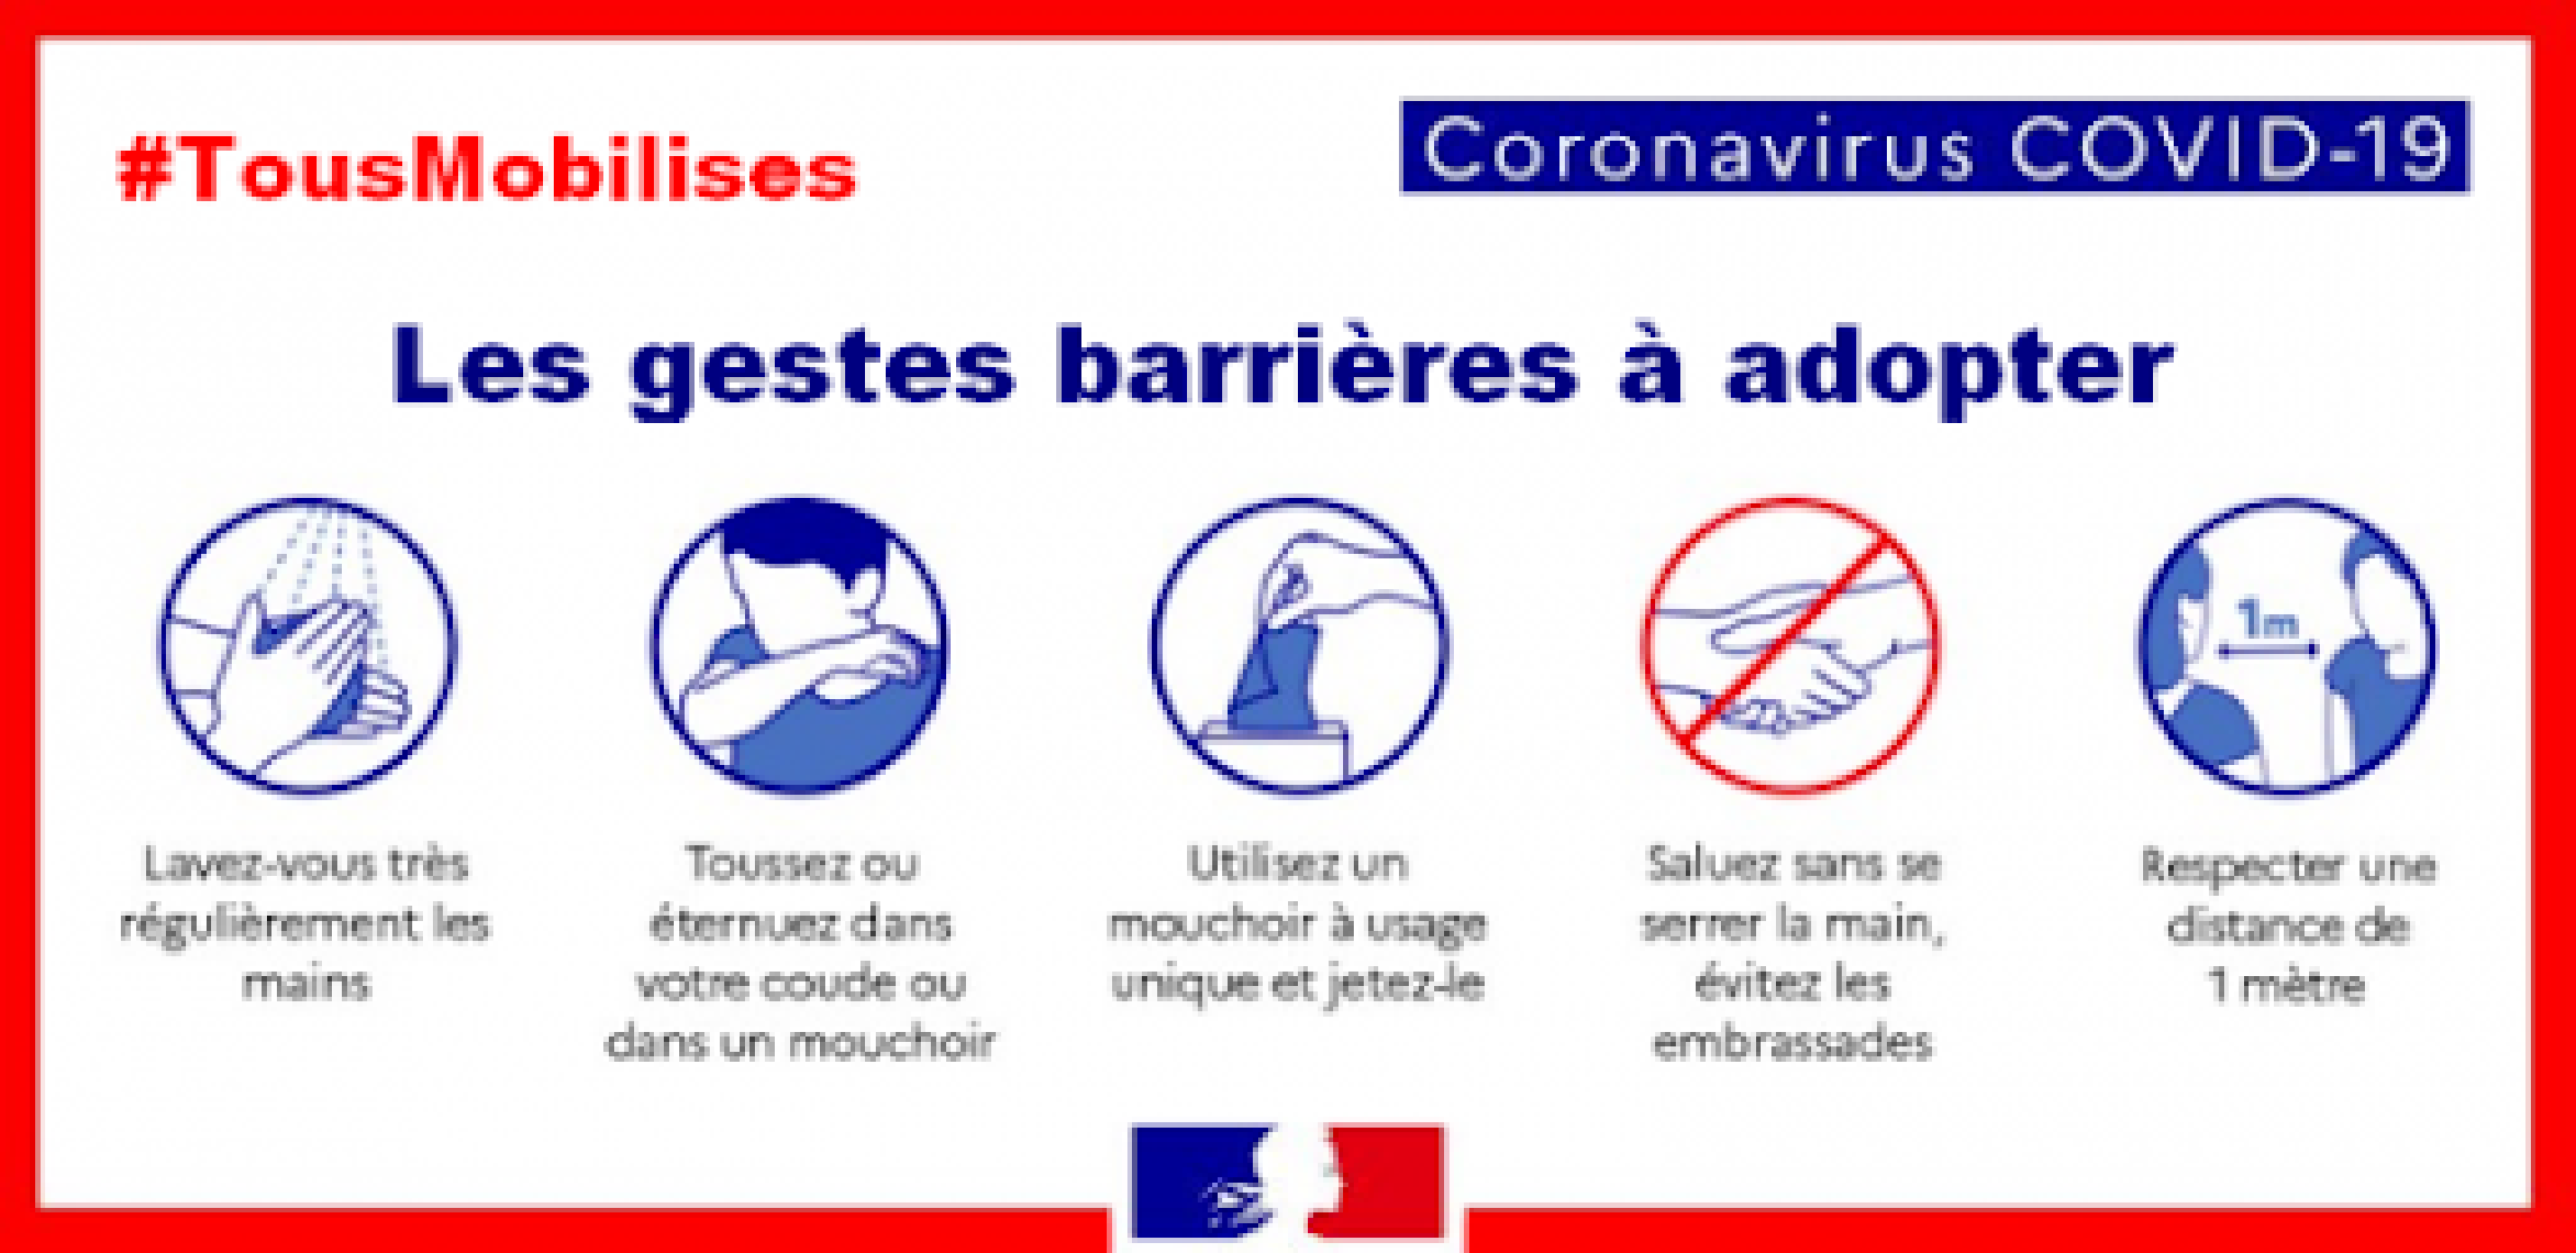 #TousMobilises
Coronavirus COVID-19
Les gestes barrières à adopter
Lavez-vous très
régulièrement les
mains
Toussez ou
éternuez dans
votre coude ou
dans un mouchoir
Utilisez un
mouchoir à usage
unique et jetez-le
Saluez sans se
serrer la main,
évitez les
embrassades
1m
Respecter une
distance de
1 mètre